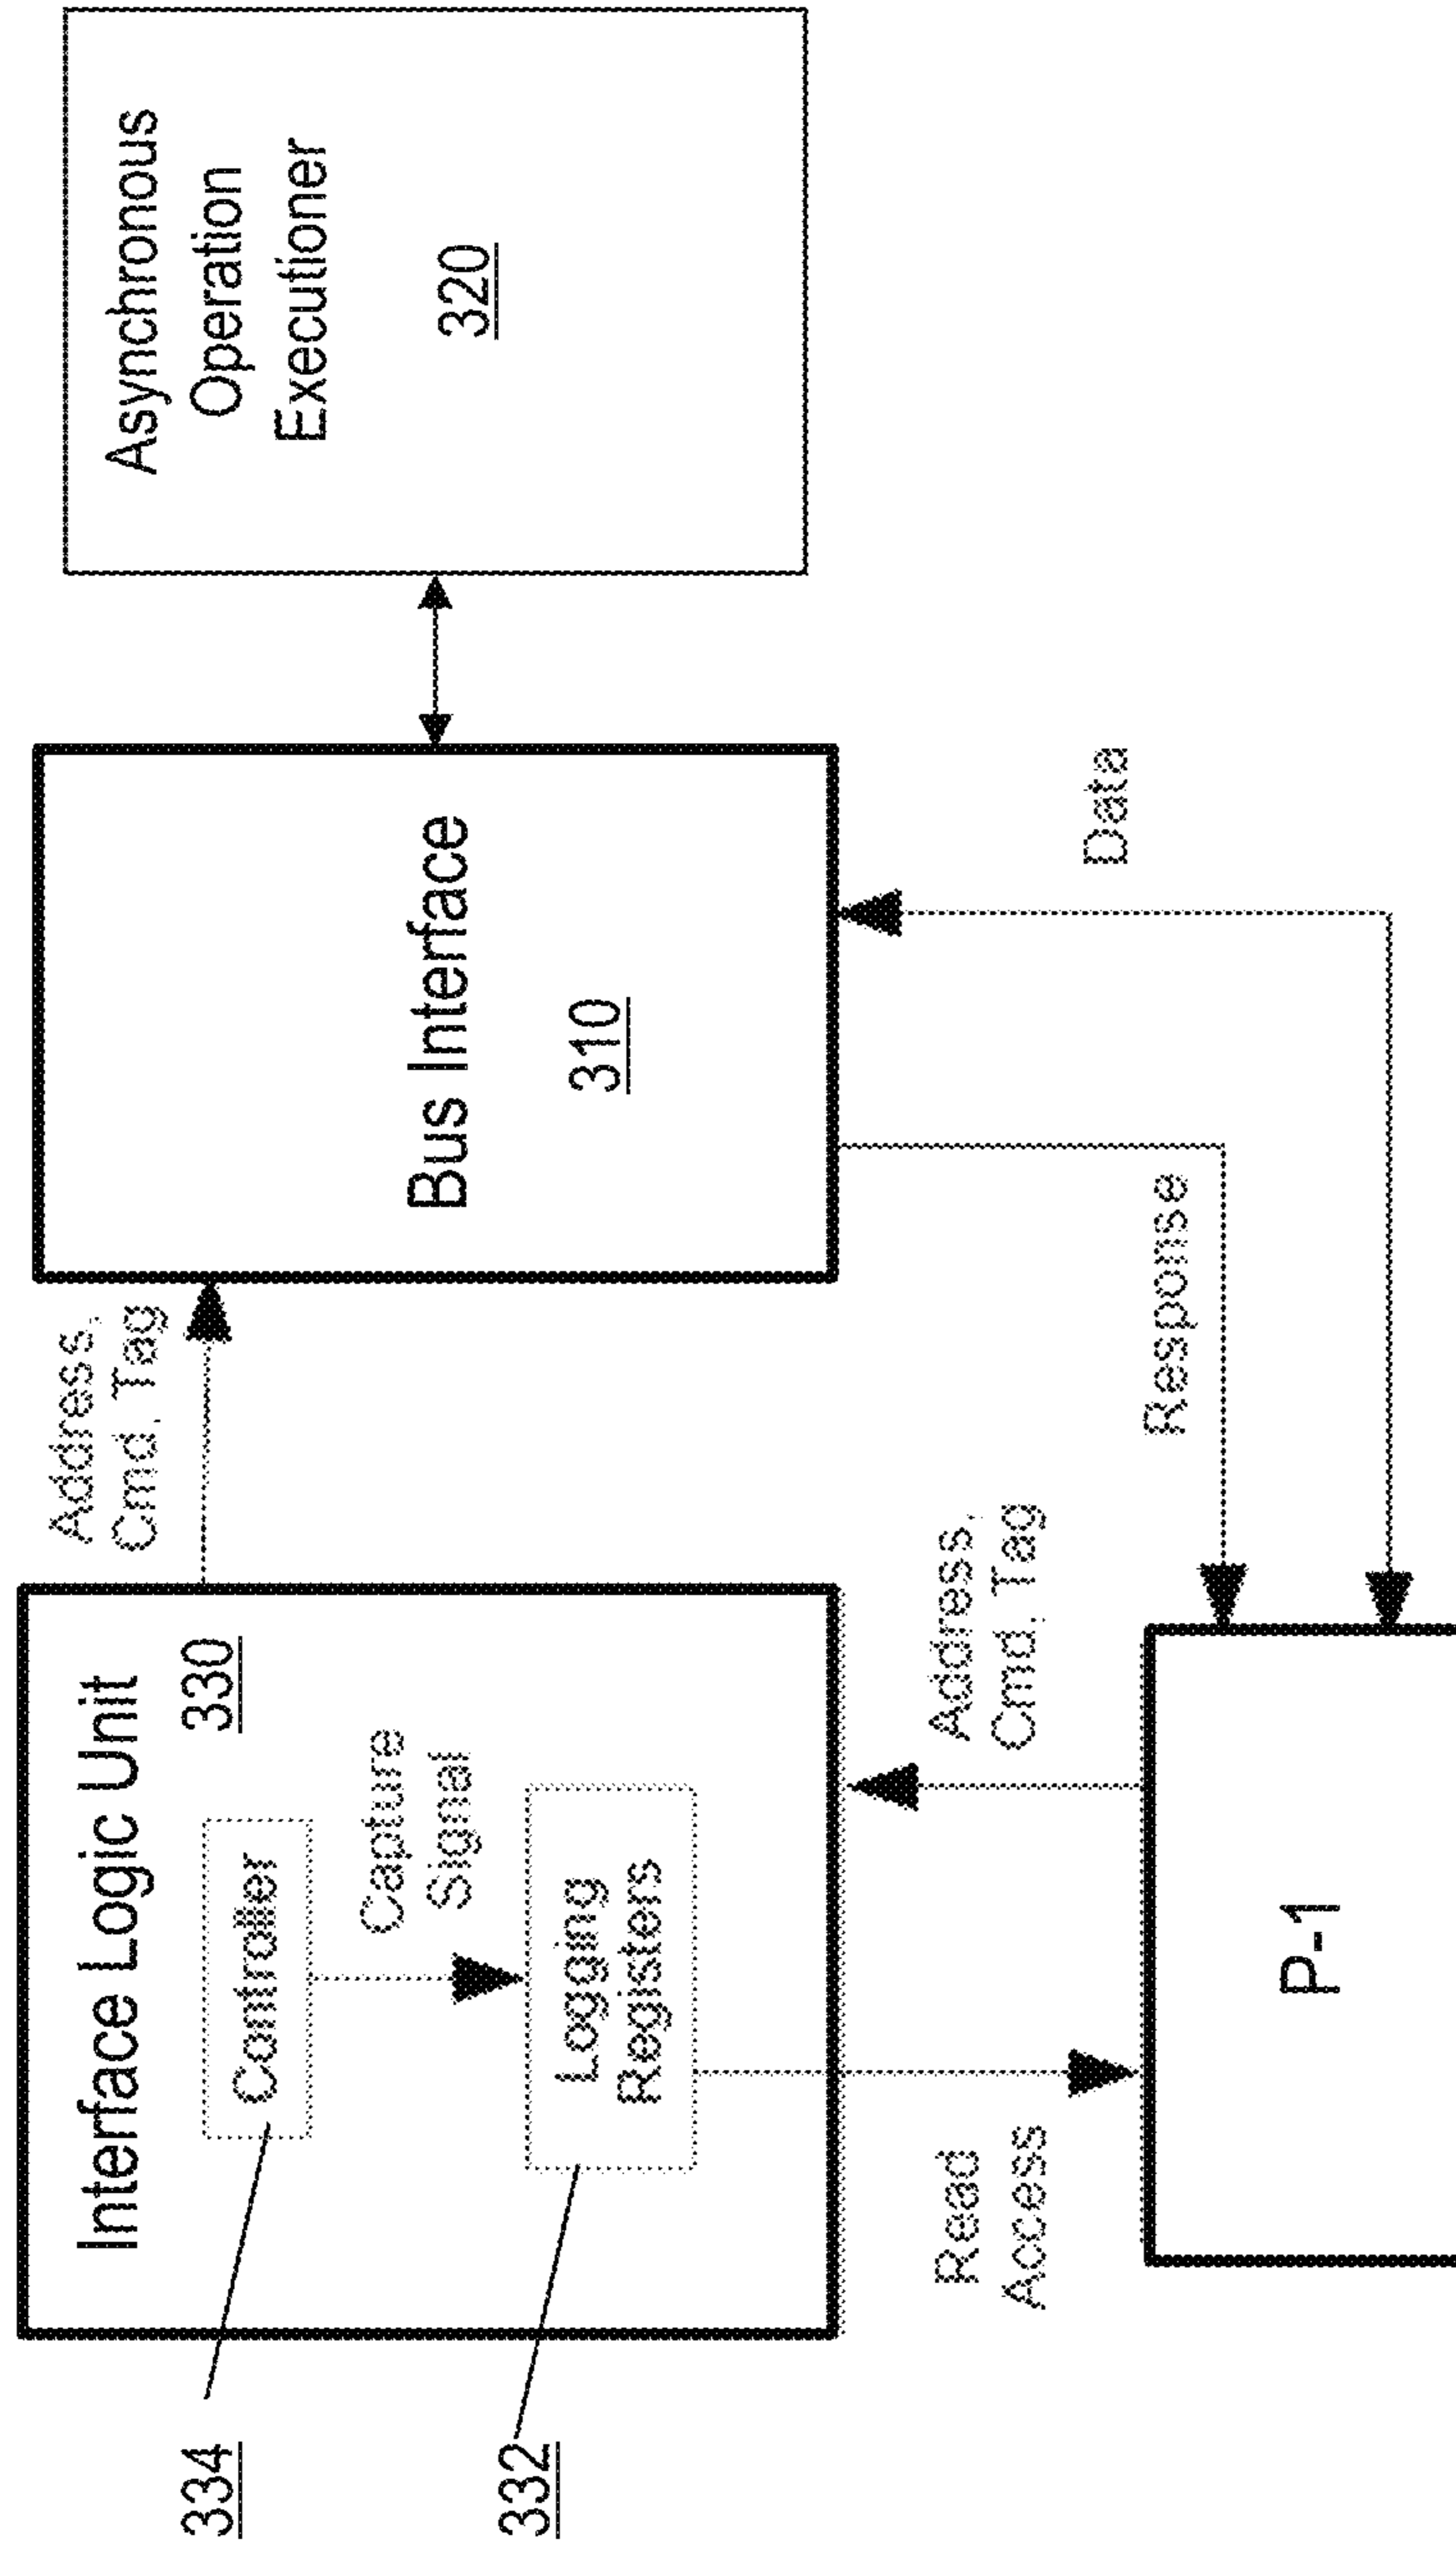 Interface Logic Unit
330
334
Controller
Capture
Signal
332
Logging
Registers
Address,
Cmd, Tag
Bus Interface
310
Asynchronous
Operation
Executioner
320
Read
Access
Address,
Cmd, Tag
Response
Data
P-1